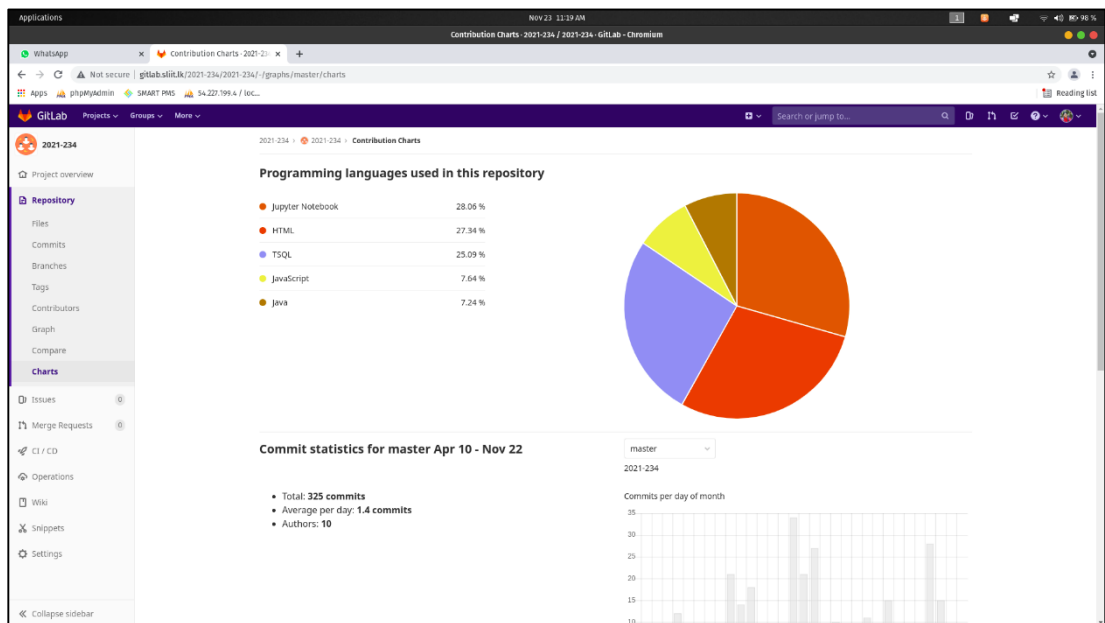 Applications
Nov 23 11:19 AM
1
98 %
Contribution Charts · 2021-234 / 2021-234 · GitLab - Chromium
WhatsApp
Contribution Charts · 2021-23
Not secure | gitlab.sliit.lk/2021-234/2021-234/-/graphs/master/charts
Apps phpMyAdmin SMART PMS 54.227.199.4 / loc...
Reading list
GitLab Projects Groups More
Search or jump to...
2021-234
2021-234 › 2021-234 › Contribution Charts
Project overview
Repository
Files
Commits
Branches
Tags
Contributors
Graph
Compare
Charts
Issues 0
Merge Requests 0
CI / CD
Operations
Wiki
Snippets
Settings
Collapse sidebar
Programming languages used in this repository
Jupyter Notebook 28.06 %
HTML 27.34 %
TSQL 25.09 %
JavaScript 7.64 %
Java 7.24 %
Commit statistics for master Apr 10 - Nov 22
Total: 325 commits
Average per day: 1.4 commits
Authors: 10
master
2021-234
Commits per day of month
35
30
25
20
15
10